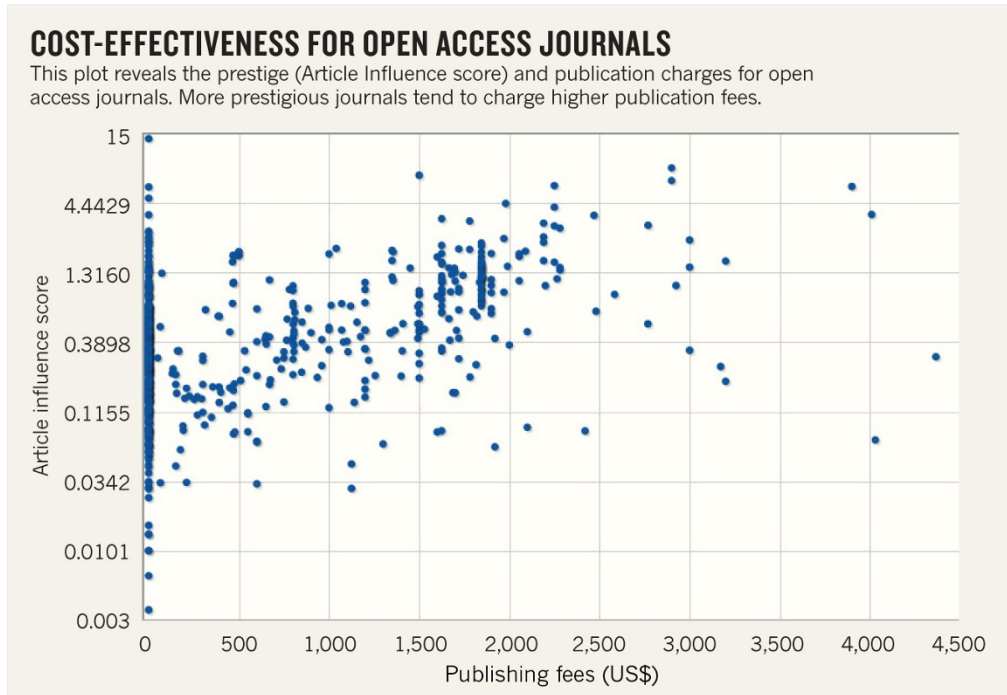 COST-EFFECTIVENESS FOR OPEN ACCESS JOURNALS
This plot reveals the prestige (Article Influence score) and publication charges for open
access journals. More prestigious journals tend to charge higher publication fees.
15
4.4429
1.3160
0.3898
0.1155
0.0342
0.0101
0.003
Article influence score
0 500 1,000 1,500 2,000 2,500 3,000 3,500 4,000 4,500
Publishing fees (US$)